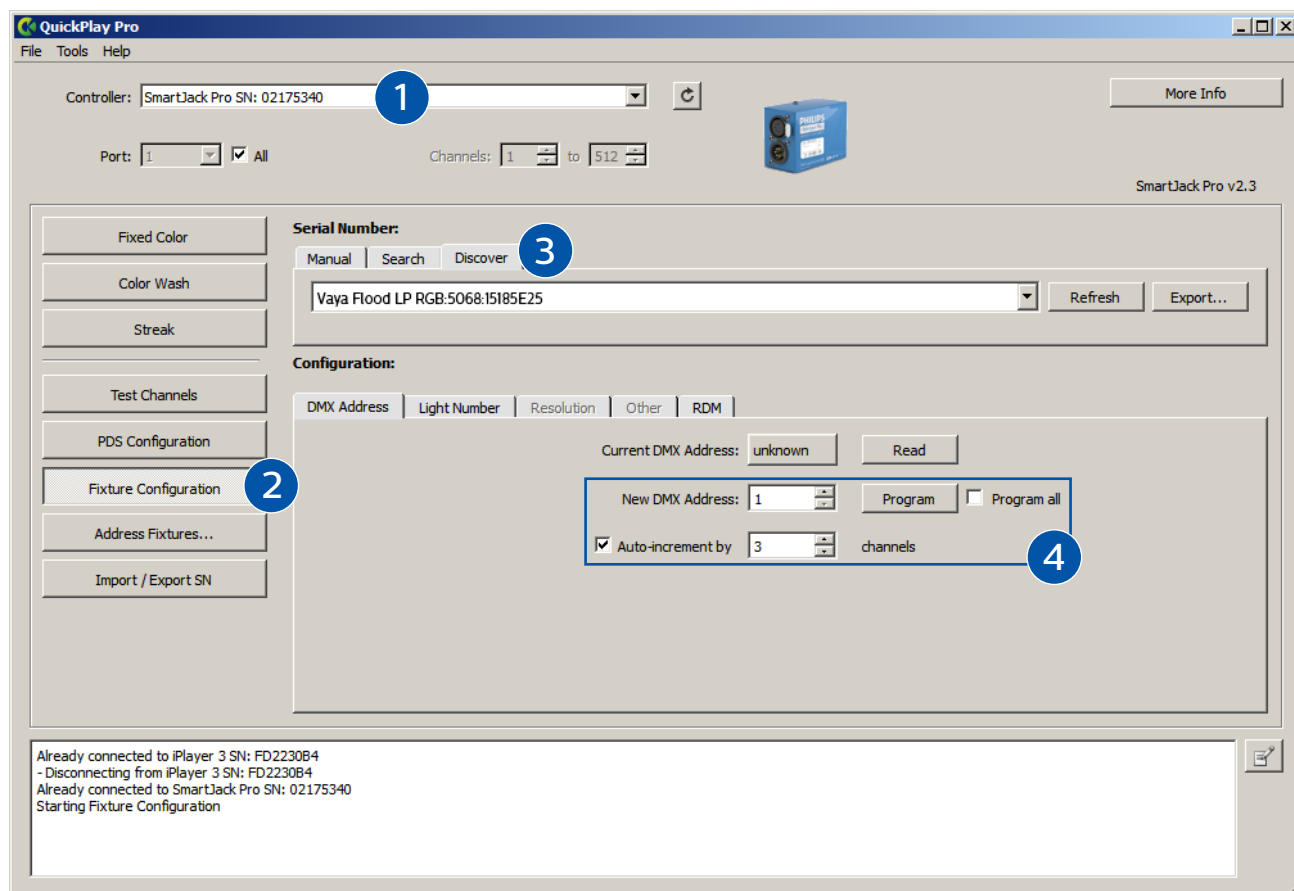 QuickPlay Pro
File Tools Help
Controller: SmartJack Pro SN: 02175340 1 More Info
PHILIPS
Port: 1 All Channels: 1 to 512
SmartJack Pro v2.3
Fixed Color
Color Wash
Streak
Test Channels
PDS Configuration
Fixture Configuration 2
Address Fixtures...
Import / Export SN
Serial Number:
Manual Search Discover 3
Vaya Flood LP RGB:5068:15185E25 Refresh Export...
Configuration:
DMX Address Light Number Resolution Other RDM
Current DMX Address: unknown Read
New DMX Address: 1 Program Program all
Auto-increment by 3 channels 4
Already connected to iPlayer 3 SN: FD2230B4
- Disconnecting from iPlayer 3 SN: FD2230B4
Already connected to SmartJack Pro SN: 02175340
Starting Fixture Configuration